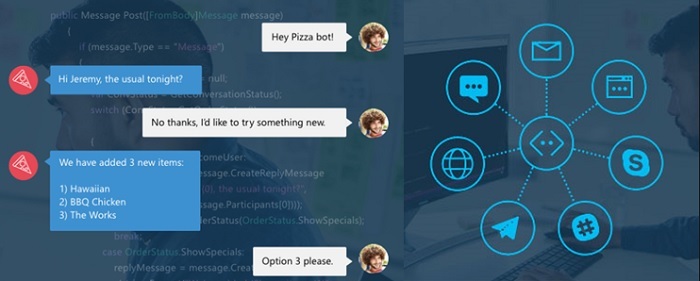 public Message Post([FromBody]Message message)
{
Hey Pizza bot!
if (message.Type == "Message")
{
Hi Jeremy, the usual tonight?
= null;
GetConversationStatus();
switch
No thanks, I'd like to try something new.
We have added 3 new items:
comeUser:
message.CreateReplyMessage
1) Hawaiian
[0], the usual tonight?",
2) BBQ Chicken
message.Participants[0])));
3) The Works
derStatus(OrderStatus.ShowSpecials);
break;
case OrderStatus.ShowSpecials:
Option 3 please.
replyMessage = message.Crea